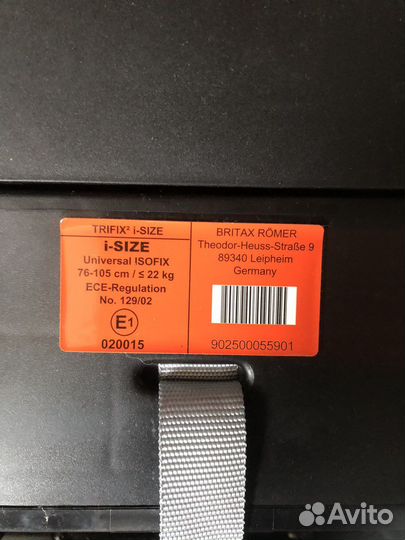 TRIFIX² i-SIZE
i-SIZE
Universal ISOFIX
76-105 cm / ≤ 22 kg
ECE-Regulation
No. 129/02
E1
020015
BRITAX RÖMER
Theodor-Heuss-Straße 9
89340 Leipheim
Germany
902500055901
Avito